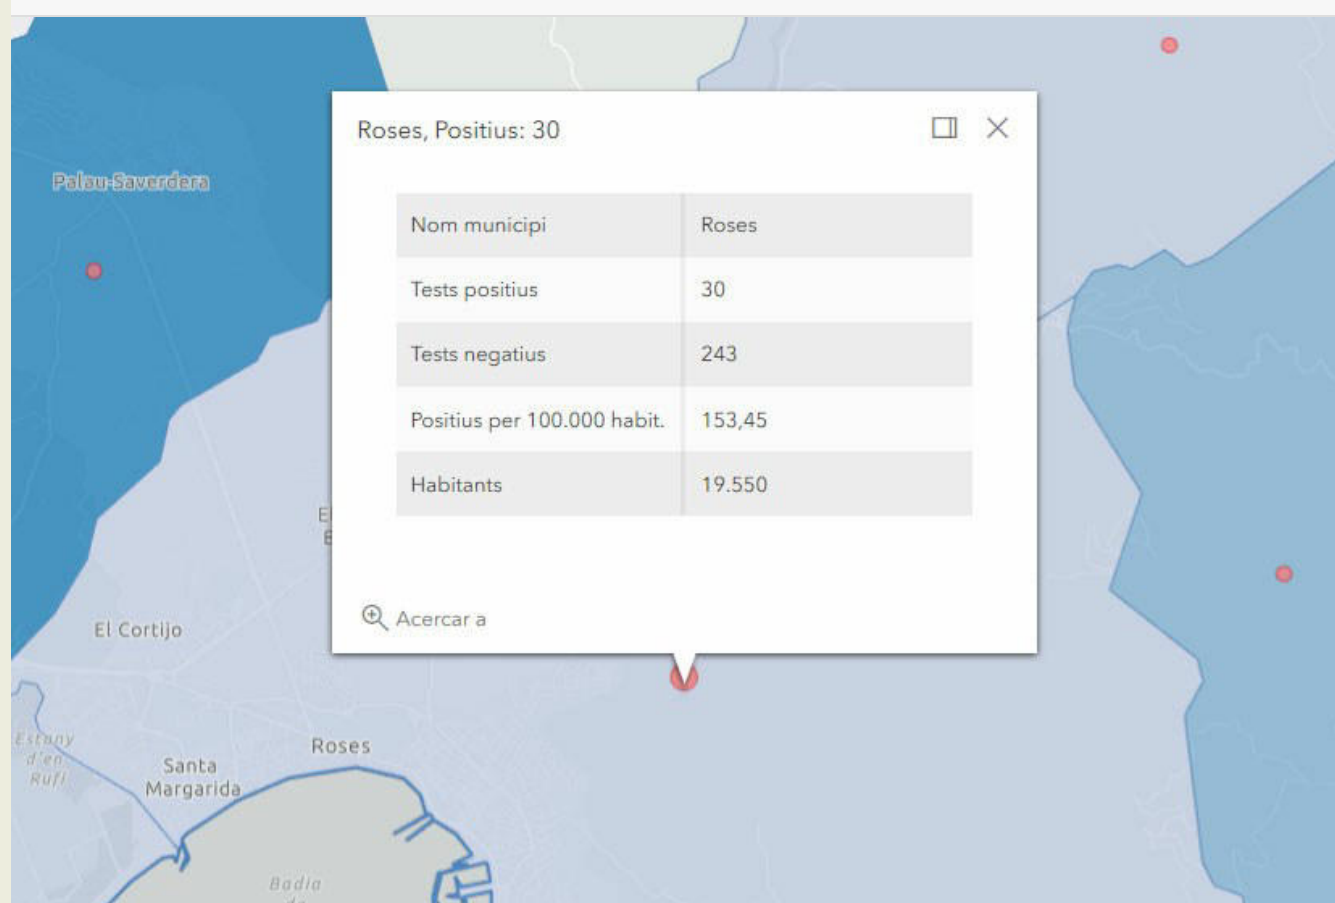 Roses, Positius: 30
Palau-Saverdera
Nom municipi Roses
Tests positius 30
Tests negatius 243
Positius per 100.000 habit. 153,45
Habitants 19.550
Acercar a
El Cortijo
Roses
Estany
d'en
Rufí
Santa
Margarida
Badia